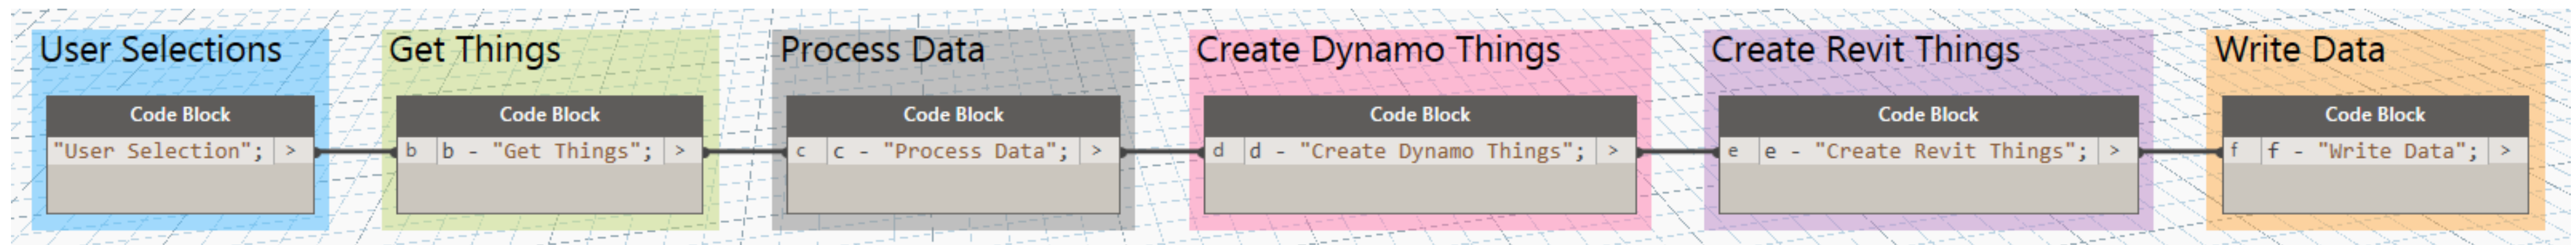 User Selections
Get Things
Process Data
Create Dynamo Things
Create Revit Things
Write Data
Code Block
Code Block
Code Block
Code Block
Code Block
Code Block
"User Selection"; >
b b - "Get Things"; >
c c - "Process Data"; >
d d - "Create Dynamo Things"; >
e e - "Create Revit Things"; >
f f - "Write Data"; >